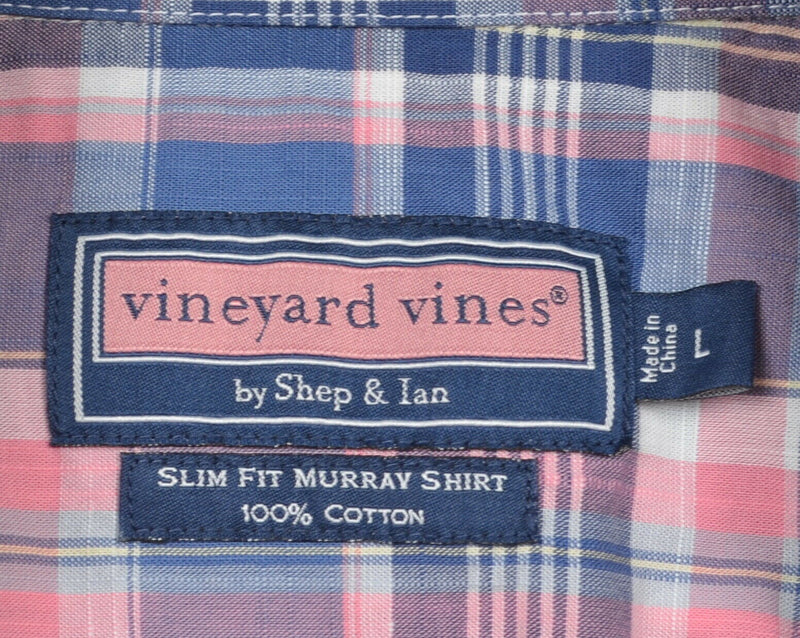 vineyard vines®
by Shep & Ian
Made in
China
L
SLIM FIT MURRAY SHIRT
100% COTTON